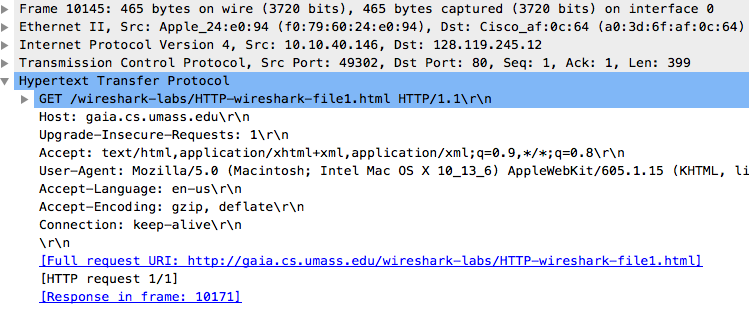 Frame 10145: 465 bytes on wire (3720 bits), 465 bytes captured (3720 bits) on interface 0
Ethernet II, Src: Apple_24:e0:94 (f0:79:60:24:e0:94), Dst: Cisco_af:0c:64 (a0:3d:6f:af:0c:64)
Internet Protocol Version 4, Src: 10.10.40.146, Dst: 128.119.245.12
Transmission Control Protocol, Src Port: 49302, Dst Port: 80, Seq: 1, Ack: 1, Len: 399
Hypertext Transfer Protocol
GET /wireshark-labs/HTTP-wireshark-file1.html HTTP/1.1\r\n
Host: gaia.cs.umass.edu\r\n
Upgrade-Insecure-Requests: 1\r\n
Accept: text/html,application/xhtml+xml,application/xml;q=0.9,*/*;q=0.8\r\n
User-Agent: Mozilla/5.0 (Macintosh; Intel Mac OS X 10_13_6) AppleWebKit/605.1.15 (KHTML, li
Accept-Language: en-us\r\n
Accept-Encoding: gzip, deflate\r\n
Connection: keep-alive\r\n
\r\n
[Full request URI: http://gaia.cs.umass.edu/wireshark-labs/HTTP-wireshark-file1.html]
[HTTP request 1/1]
[Response in frame: 10171]